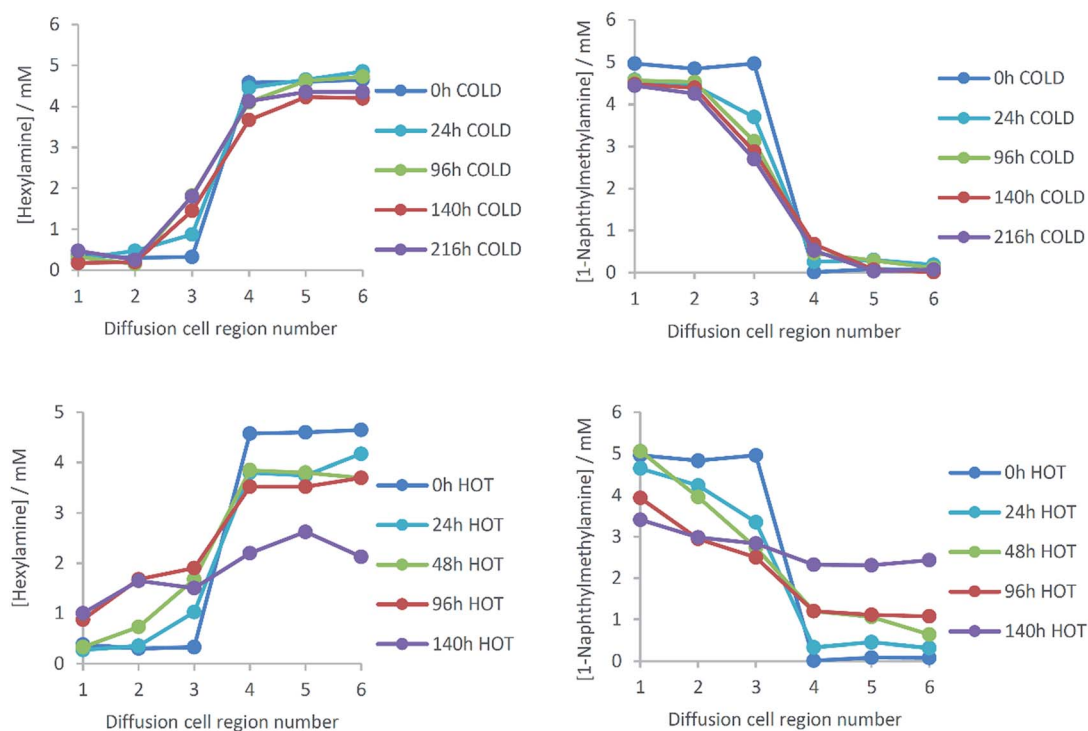 [Hexylamine] / mM
6
5
4
3
2
1
0
1 2 3 4 5 6
Diffusion cell region number
0h COLD
24h COLD
96h COLD
140h COLD
216h COLD
[1-Naphthylmethylamine] / mM
6
5
4
3
2
1
0
1 2 3 4 5 6
Diffusion cell region number
0h COLD
24h COLD
96h COLD
140h COLD
216h COLD
[Hexylamine] / mM
5
4
3
2
1
0
1 2 3 4 5 6
Diffusion cell region number
0h HOT
24h HOT
48h HOT
96h HOT
140h HOT
[1-Naphthylmethylamine] / mM
6
5
4
3
2
1
0
1 2 3 4 5 6
Diffusion cell region number
0h HOT
24h HOT
48h HOT
96h HOT
140h HOT